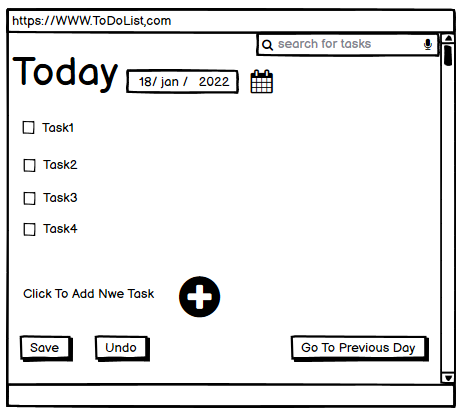 https://WWW.ToDoList,com
search for tasks
Today 18/ jan / 2022
Task1
Task2
Task3
Task4
Click To Add Nwe Task
Save Undo Go To Previous Day